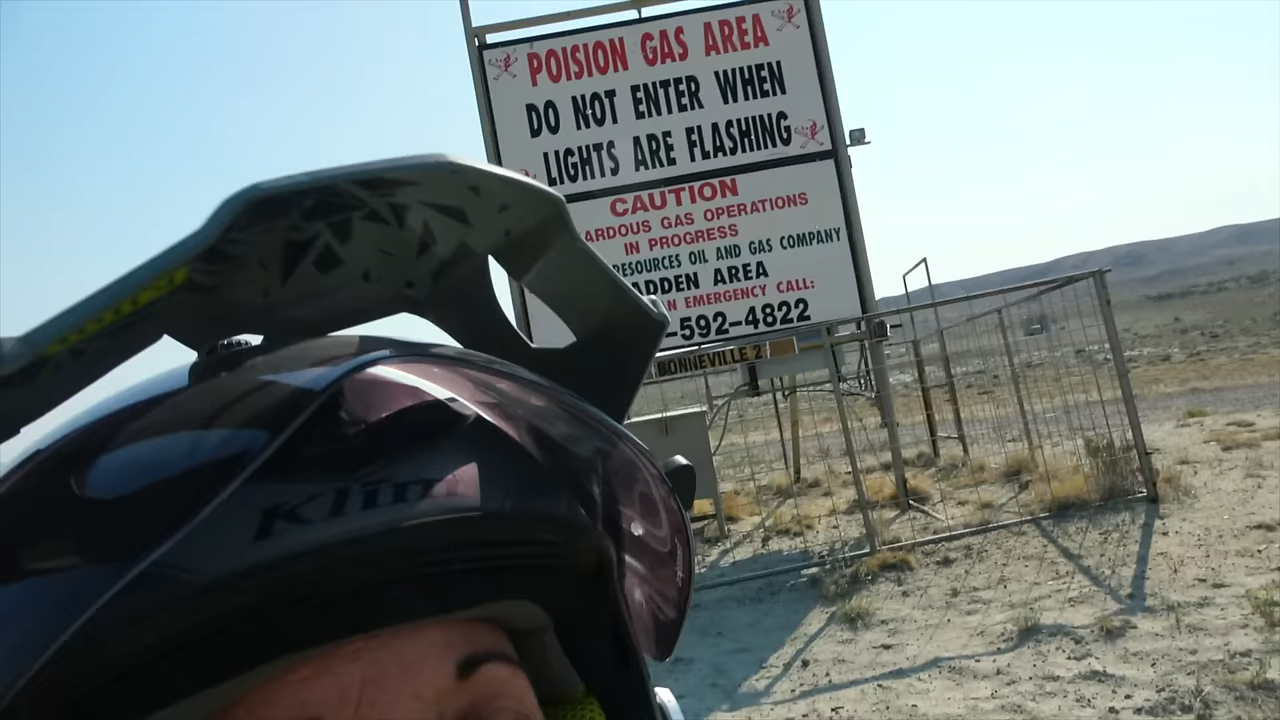 POISION GAS AREA
DO NOT ENTER WHEN
LIGHTS ARE FLASHING
CAUTION
ARDOUS GAS OPERATIONS
IN PROGRESS
RESOURCES OIL AND GAS COMPANY
ADDEN AREA
N EMERGENCY CALL:
-592-4822
BONNEVILLE 2
Klim